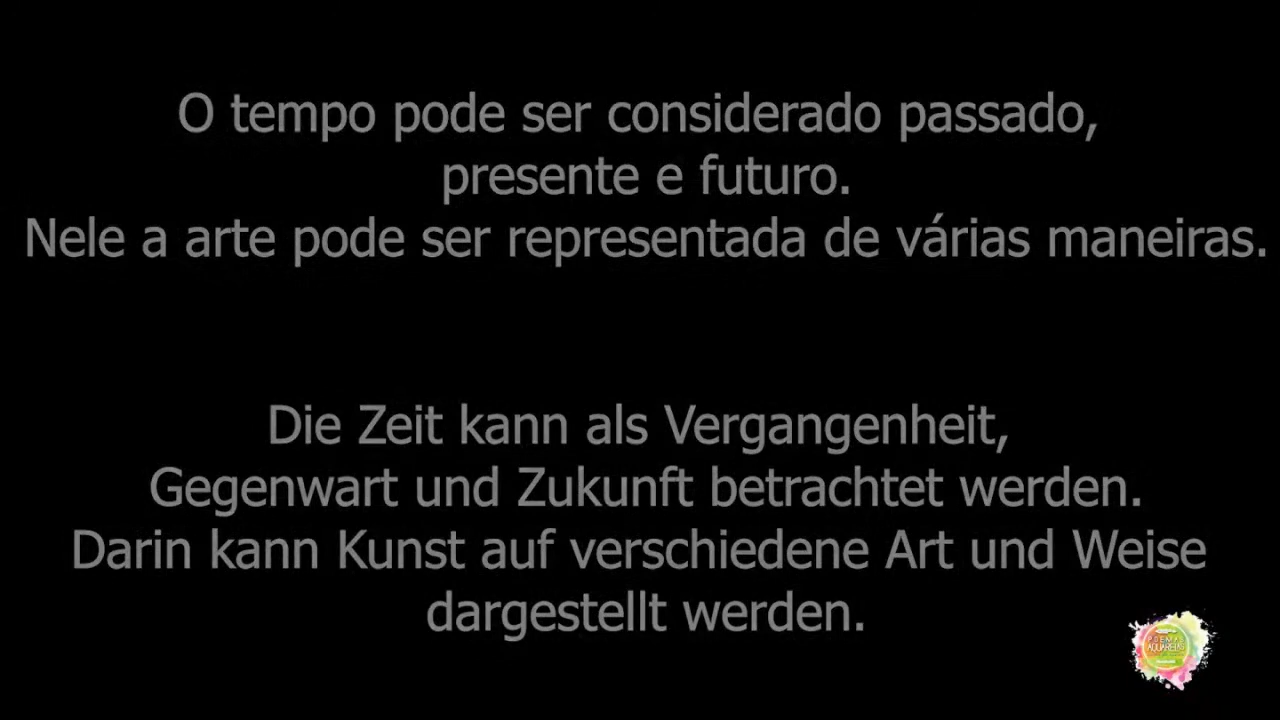 O tempo pode ser considerado passado,
presente e futuro.
Nele a arte pode ser representada de várias maneiras.
Die Zeit kann als Vergangenheit,
Gegenwart und Zukunft betrachtet werden.
Darin kann Kunst auf verschiedene Art und Weise
dargestellt werden.
POEMAS